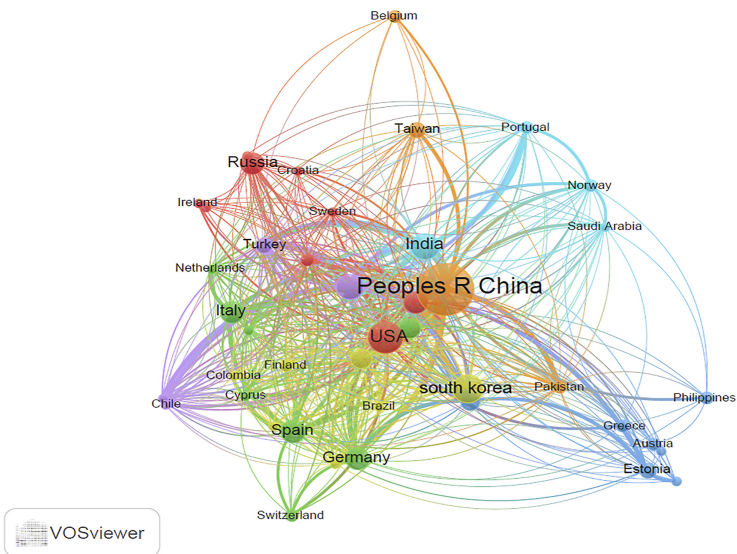 Belgium
Taiwan
Portugal
Russia
Croatia
Norway
Ireland
Sweden
Saudi Arabia
Turkey
India
Netherlands
Peoples R China
Italy
USA
Finland
Colombia
south korea
Pakistan
Cyprus
Chile
Brazil
Philippines
Greece
Spain
Austria
Germany
Estonia
Switzerland
VOSviewer